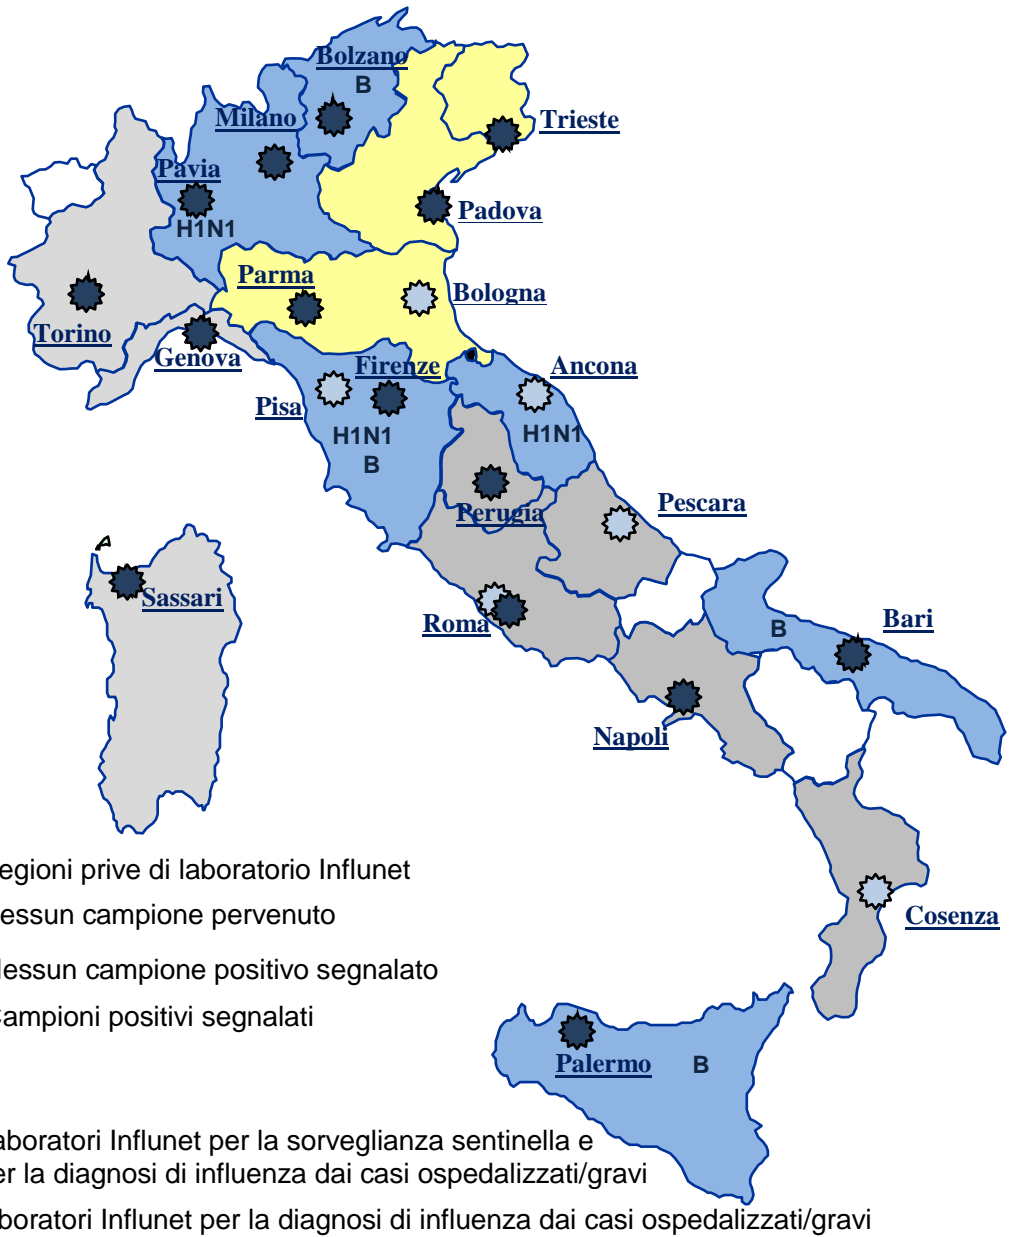 Bolzano
B
Milano
Trieste
Pavia
Padova
H1N1
Parma
Bologna
Torino
Genova
Firenze
Ancona
Pisa
H1N1
H1N1
B
Pescara
Perugia
Sassari
Bari
Roma
B
Napoli
egioni prive di laboratorio Influnet
essun campione pervenuto
Cosenza
essun campione positivo segnalato
ampioni positivi segnalati
Palermo
B
aboratori Influnet per la sorveglianza sentinella e
er la diagnosi di influenza dai casi ospedalizzati/gravi
boratori Influnet per la diagnosi di influenza dai casi ospedalizzati/gravi